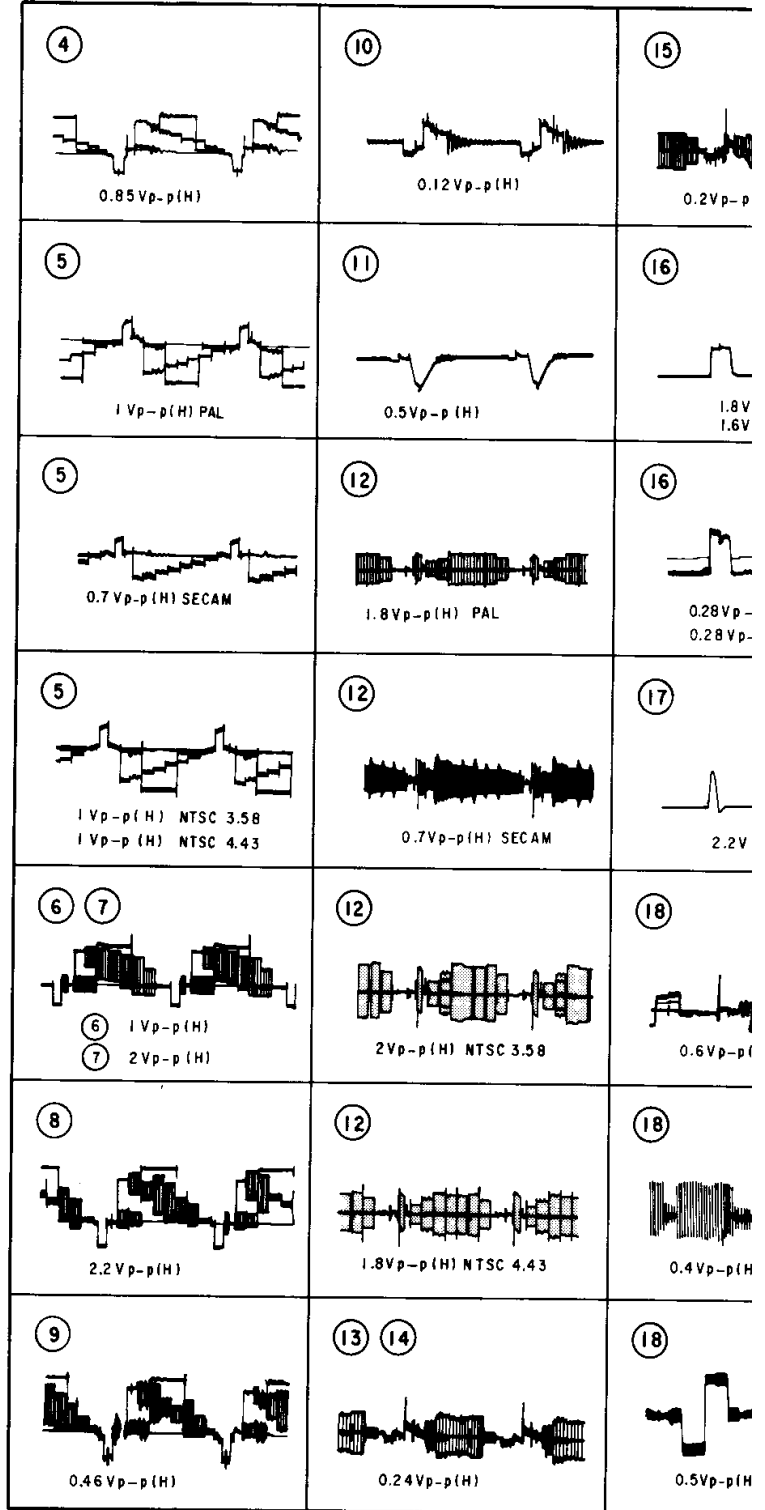 4
0.85Vp-p(H)
5
1Vp-p(H) PAL
5
0.7Vp-p(H) SECAM
5
1Vp-p(H) NTSC 3.58
1Vp-p(H) NTSC 4.43
6 7
6 1Vp-p(H)
7 2Vp-p(H)
8
2.2Vp-p(H)
9
0.46Vp-p(H)
10
0.12Vp-p(H)
11
0.5Vp-p(H)
12
1.8Vp-p(H) PAL
12
0.7Vp-p(H) SECAM
12
2Vp-p(H) NTSC 3.58
12
1.8Vp-p(H) NTSC 4.43
13 14
0.24Vp-p(H)
15
0.2Vp-p
16
1.8V
1.6V
16
0.28Vp-
0.28Vp-
17
2.2V
18
0.6Vp-p(
18
0.4Vp-p(H
18
0.5Vp-p(H